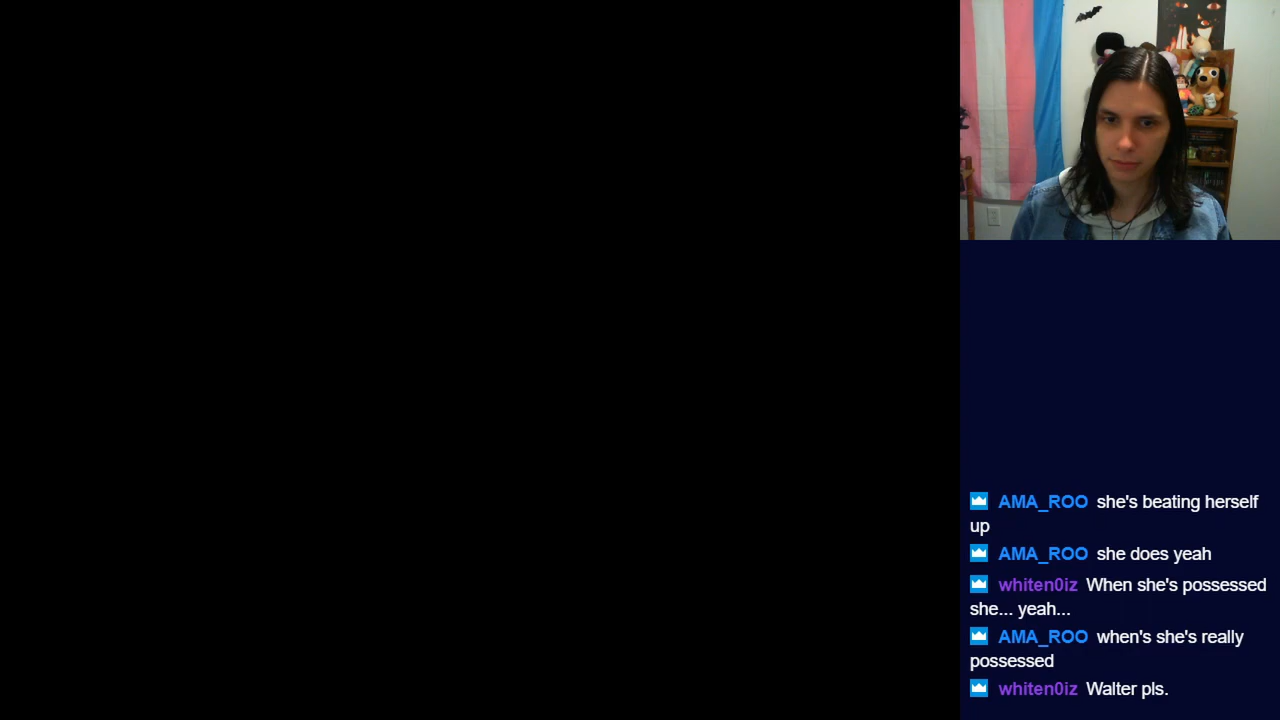 AMA_ROO she's beating herself
up
AMA_ROO she does yeah
whiten0iz When she's possessed
she... yeah...
AMA_ROO when's she's really
possessed
whiten0iz Walter pls.